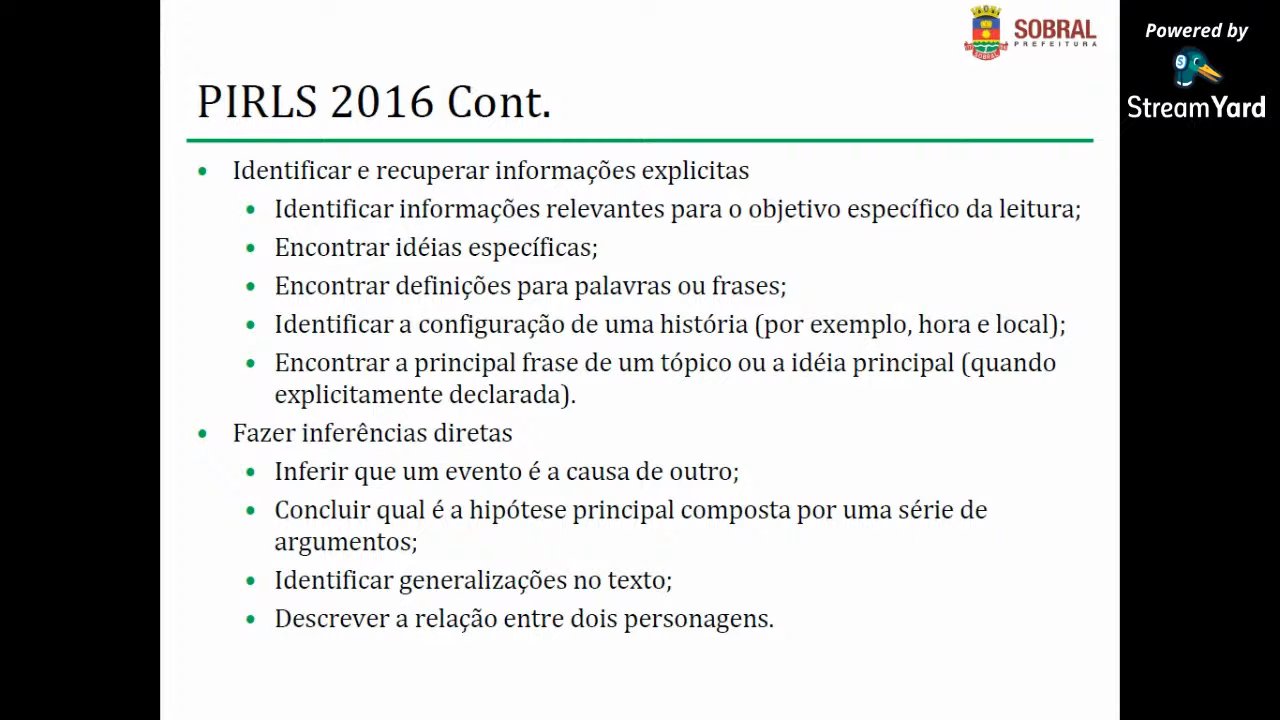 SOBRAL
PREFEITURA
Powered by
StreamYard
PIRLS 2016 Cont.
• Identificar e recuperar informações explicitas
• Identificar informações relevantes para o objetivo específico da leitura;
• Encontrar idéias específicas;
• Encontrar definições para palavras ou frases;
• Identificar a configuração de uma história (por exemplo, hora e local);
• Encontrar a principal frase de um tópico ou a idéia principal (quando
explicitamente declarada).
• Fazer inferências diretas
• Inferir que um evento é a causa de outro;
• Concluir qual é a hipótese principal composta por uma série de
argumentos;
• Identificar generalizações no texto;
• Descrever a relação entre dois personagens.